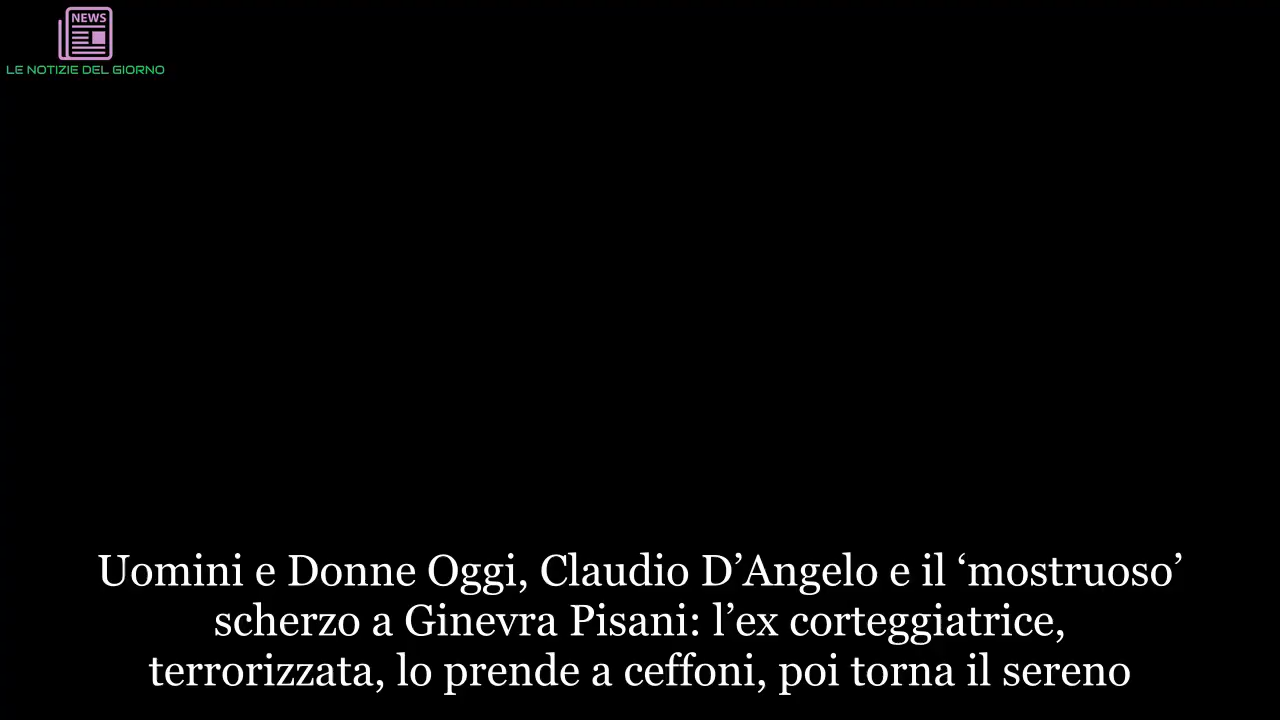 NEWS
LE NOTIZIE DEL GIORNO
Uomini e Donne Oggi, Claudio D’Angelo e il ‘mostruoso’
scherzo a Ginevra Pisani: l’ex corteggiatrice,
terrorizzata, lo prende a ceffoni, poi torna il sereno